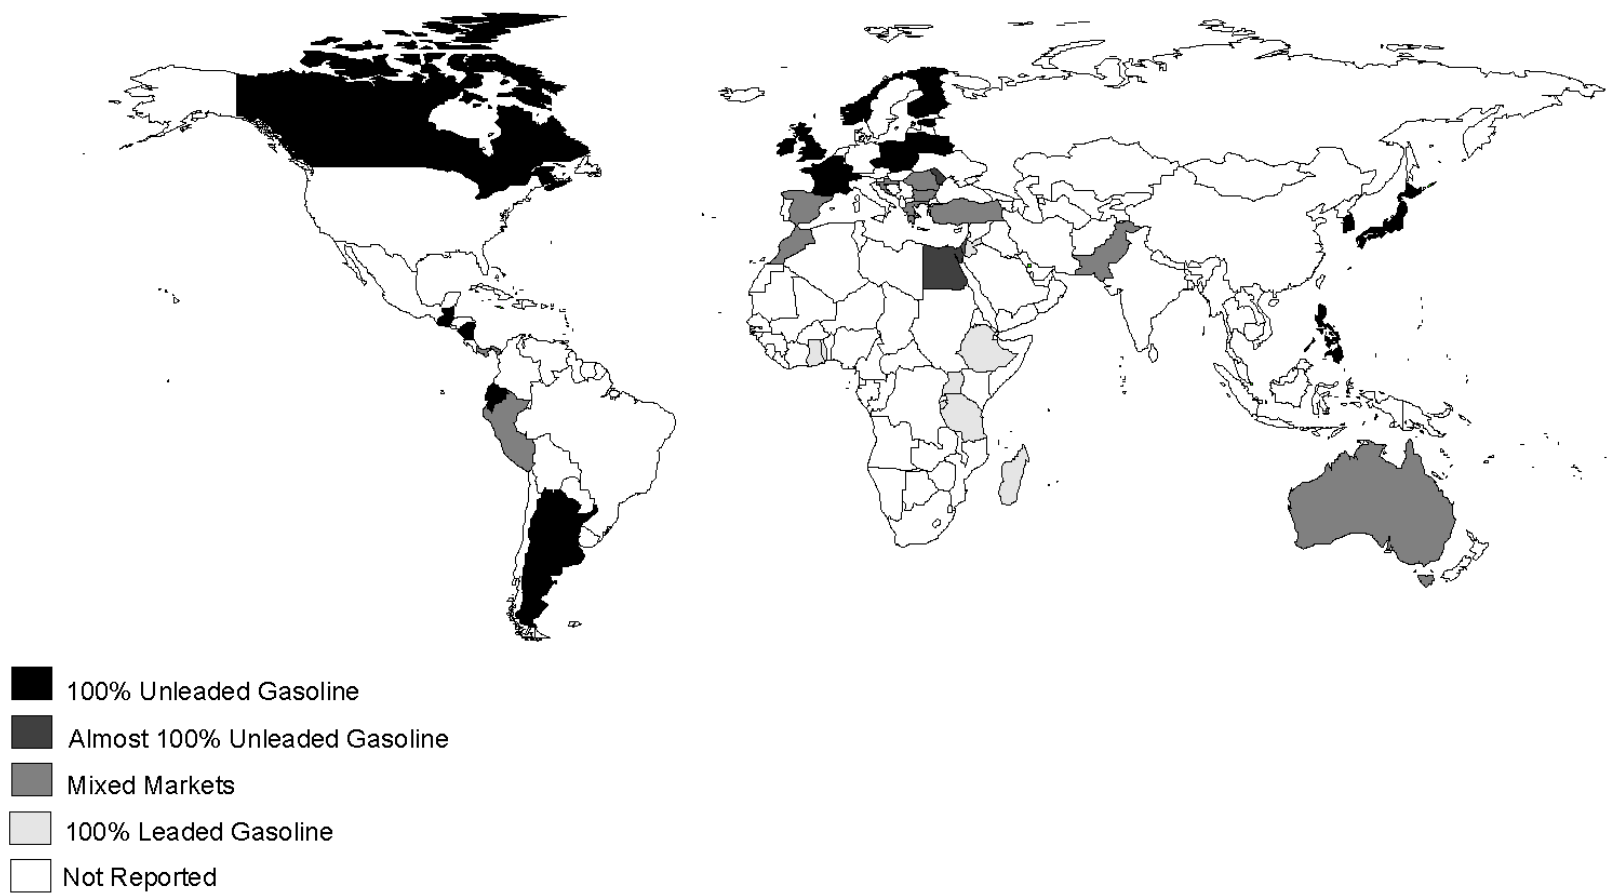 100% Unleaded Gasoline
Almost 100% Unleaded Gasoline
Mixed Markets
100% Leaded Gasoline
Not Reported